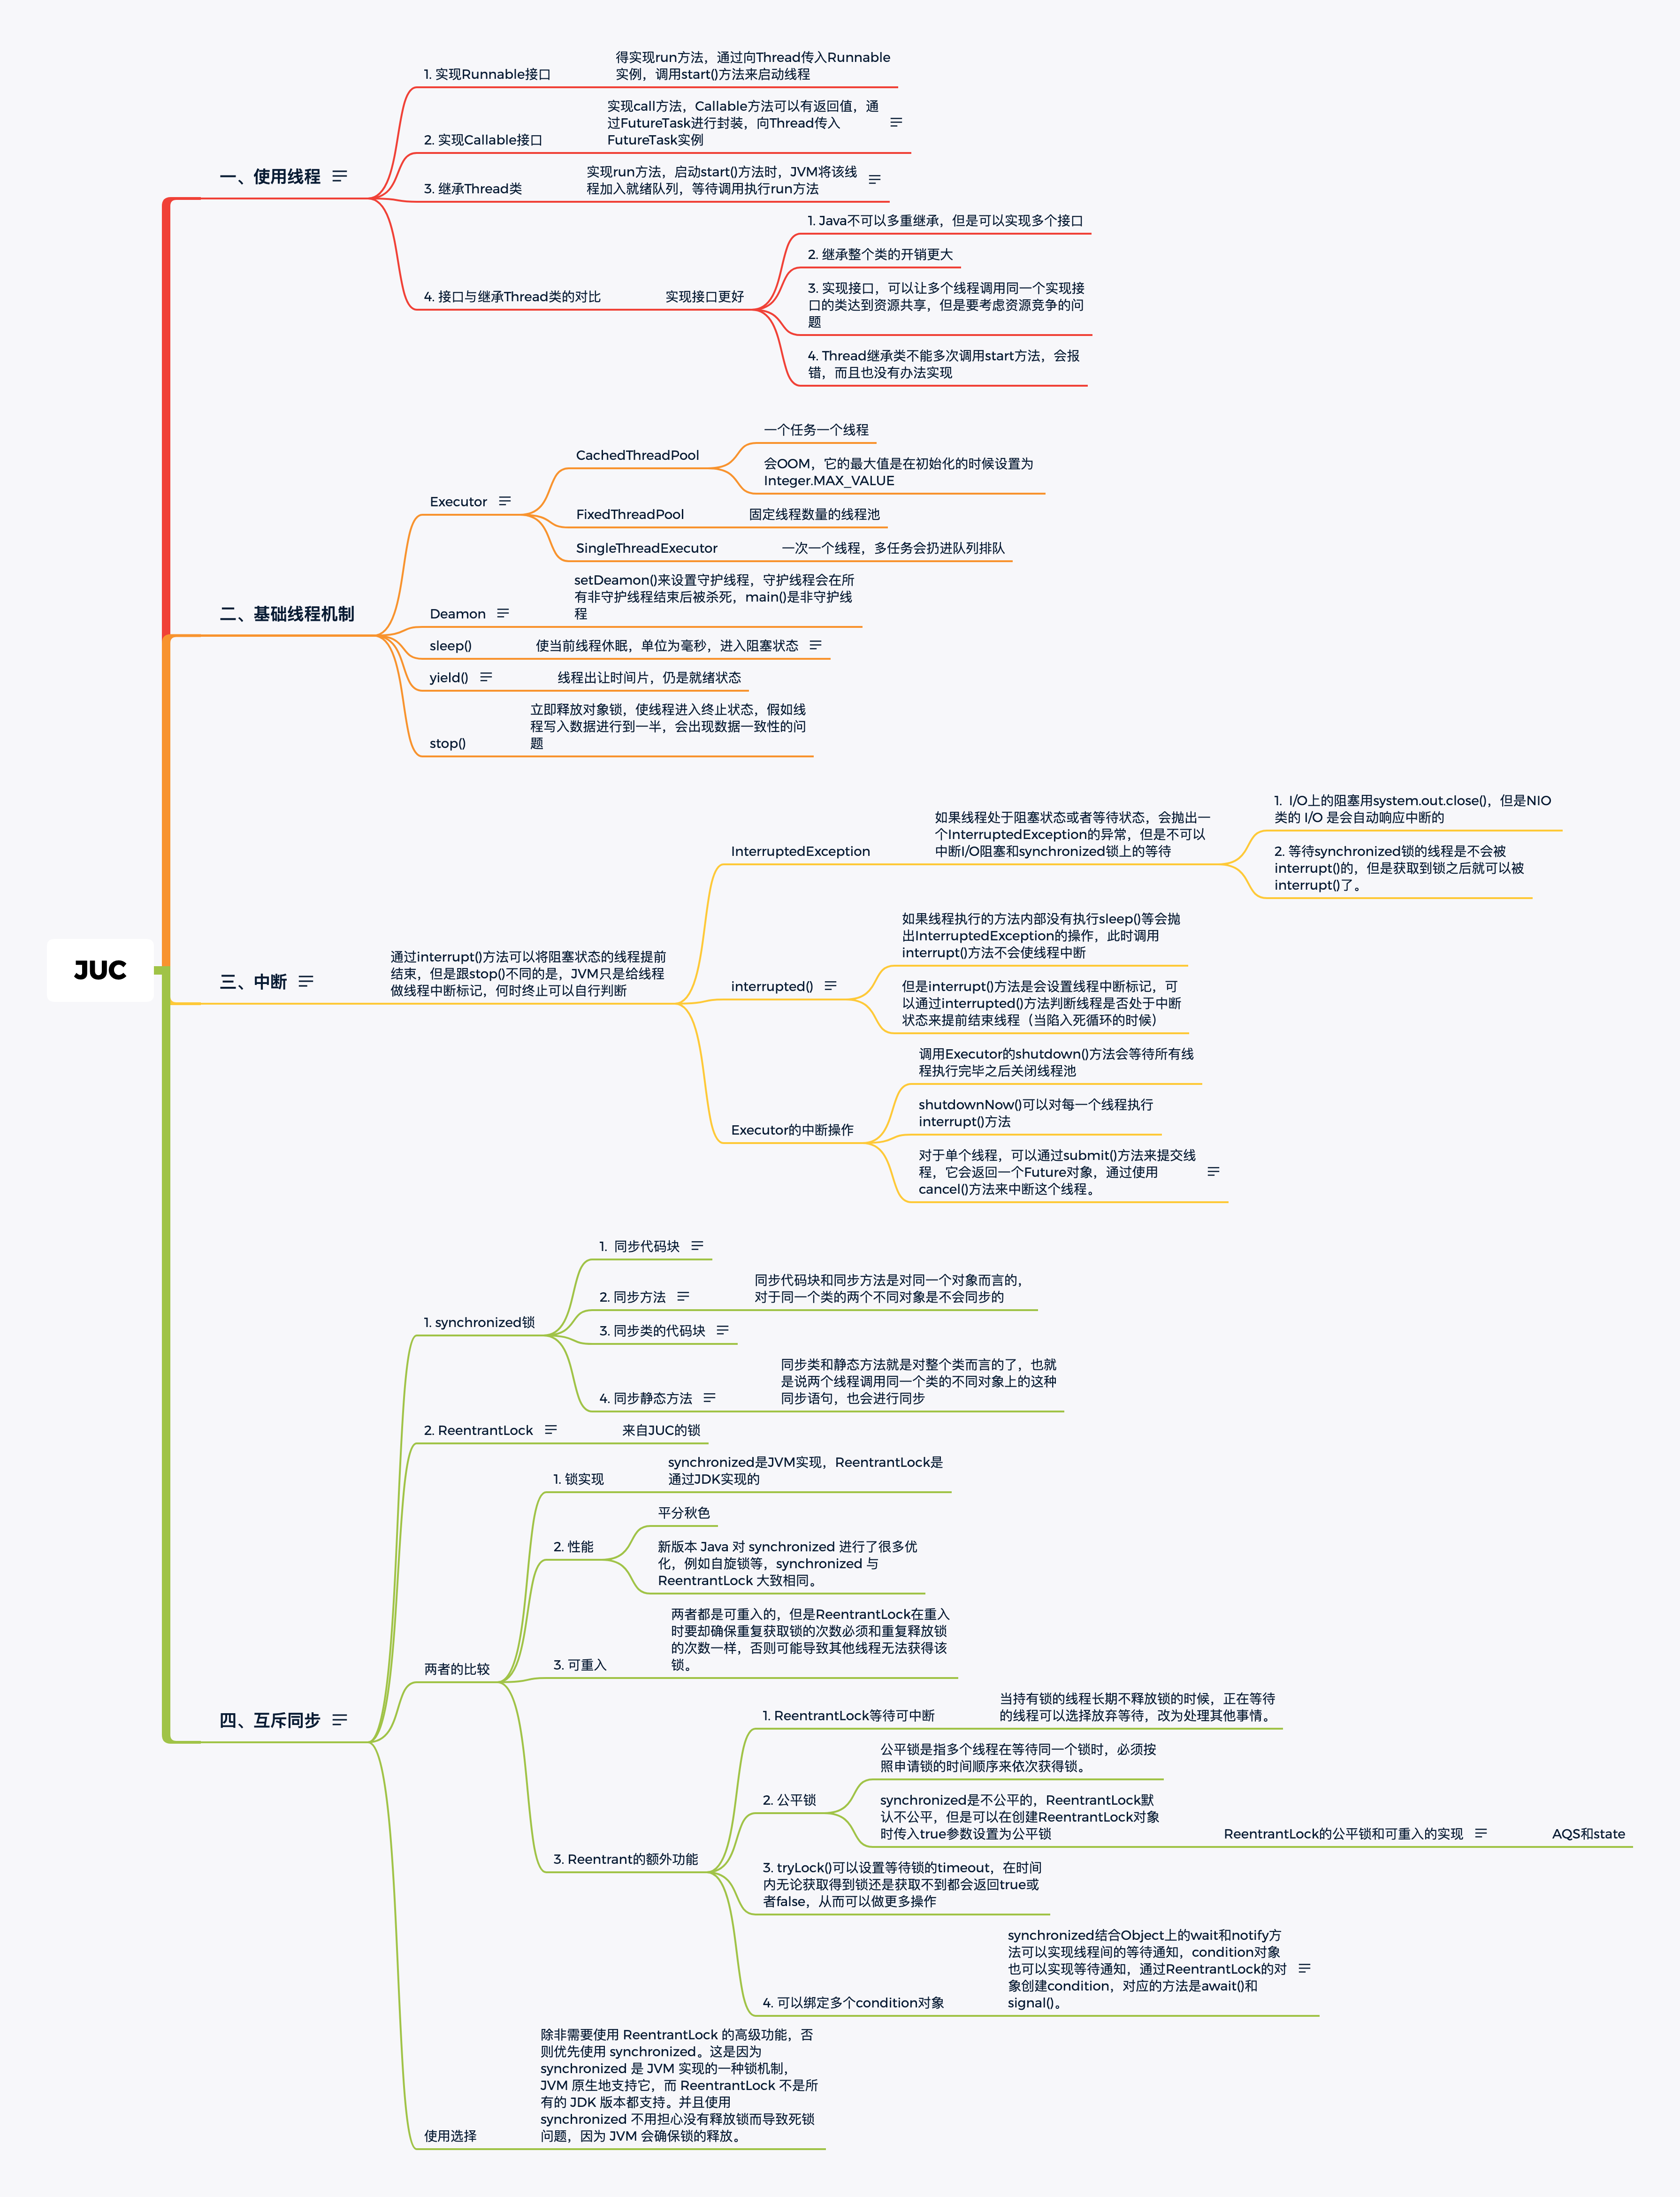 JUC
一、使用线程
1. 实现Runnable接口
得实现run方法，通过向Thread传入Runnable
实例，调用start()方法来启动线程
2. 实现Callable接口
实现call方法，Callable方法可以有返回值，通
过FutureTask进行封装，向Thread传入
FutureTask实例
3. 继承Thread类
实现run方法，启动start()方法时，JVM将该线
程加入就绪队列，等待调用执行run方法
4. 接口与继承Thread类的对比
实现接口更好
1. Java不可以多重继承，但是可以实现多个接口
2. 继承整个类的开销更大
3. 实现接口，可以让多个线程调用同一个实现接
口的类达到资源共享，但是要考虑资源竞争的问
题
4. Thread继承类不能多次调用start方法，会报
错，而且也没有办法实现
二、基础线程机制
Executor
CachedThreadPool
一个任务一个线程
会OOM，它的最大值是在初始化的时候设置为
Integer.MAX_VALUE
FixedThreadPool
固定线程数量的线程池
SingleThreadExecutor
一次一个线程，多任务会扔进队列排队
Deamon
setDeamon()来设置守护线程，守护线程会在所
有非守护线程结束后被杀死，main()是非守护线
程
sleep()
使当前线程休眠，单位为毫秒，进入阻塞状态
yield()
线程出让时间片，仍是就绪状态
stop()
立即释放对象锁，使线程进入终止状态，假如线
程写入数据进行到一半，会出现数据一致性的问
题
三、中断
通过interrupt()方法可以将阻塞状态的线程提前
结束，但是跟stop()不同的是，JVM只是给线程
做线程中断标记，何时终止可以自行判断
InterruptedException
如果线程处于阻塞状态或者等待状态，会抛出一
个InterruptedException的异常，但是不可以
中断I/O阻塞和synchronized锁上的等待
1.  I/O上的阻塞用system.out.close()，但是NIO
类的 I/O 是会自动响应中断的
2. 等待synchronized锁的线程是不会被
interrupt()的，但是获取到锁之后就可以被
interrupt()了。
interrupted()
如果线程执行的方法内部没有执行sleep()等会抛
出InterruptedException的操作，此时调用
interrupt()方法不会使线程中断
但是interrupt()方法是会设置线程中断标记，可
以通过interrupted()方法判断线程是否处于中断
状态来提前结束线程（当陷入死循环的时候）
Executor的中断操作
调用Executor的shutdown()方法会等待所有线
程执行完毕之后关闭线程池
shutdownNow()可以对每一个线程执行
interrupt()方法
对于单个线程，可以通过submit()方法来提交线
程，它会返回一个Future对象，通过使用
cancel()方法来中断这个线程。
四、互斥同步
1. synchronized锁
1.  同步代码块
2. 同步方法
同步代码块和同步方法是对同一个对象而言的，
对于同一个类的两个不同对象是不会同步的
3. 同步类的代码块
4. 同步静态方法
同步类和静态方法就是对整个类而言的了，也就
是说两个线程调用同一个类的不同对象上的这种
同步语句，也会进行同步
2. ReentrantLock
来自JUC的锁
两者的比较
1. 锁实现
synchronized是JVM实现，ReentrantLock是
通过JDK实现的
2. 性能
平分秋色
新版本 Java 对 synchronized 进行了很多优
化，例如自旋锁等，synchronized 与
ReentrantLock 大致相同。
3. 可重入
两者都是可重入的，但是ReentrantLock在重入
时要却确保重复获取锁的次数必须和重复释放锁
的次数一样，否则可能导致其他线程无法获得该
锁。
3. Reentrant的额外功能
1. ReentrantLock等待可中断
当持有锁的线程长期不释放锁的时候，正在等待
的线程可以选择放弃等待，改为处理其他事情。
2. 公平锁
公平锁是指多个线程在等待同一个锁时，必须按
照申请锁的时间顺序来依次获得锁。
synchronized是不公平的，ReentrantLock默
认不公平，但是可以在创建ReentrantLock对象
时传入true参数设置为公平锁
ReentrantLock的公平锁和可重入的实现
AQS和state
3. tryLock()可以设置等待锁的timeout，在时间
内无论获取得到锁还是获取不到都会返回true或
者false，从而可以做更多操作
4. 可以绑定多个condition对象
synchronized结合Object上的wait和notify方
法可以实现线程间的等待通知，condition对象
也可以实现等待通知，通过ReentrantLock的对
象创建condition，对应的方法是await()和
signal()。
使用选择
除非需要使用 ReentrantLock 的高级功能，否
则优先使用 synchronized。这是因为
synchronized 是 JVM 实现的一种锁机制，
JVM 原生地支持它，而 ReentrantLock 不是所
有的 JDK 版本都支持。并且使用
synchronized 不用担心没有释放锁而导致死锁
问题，因为 JVM 会确保锁的释放。